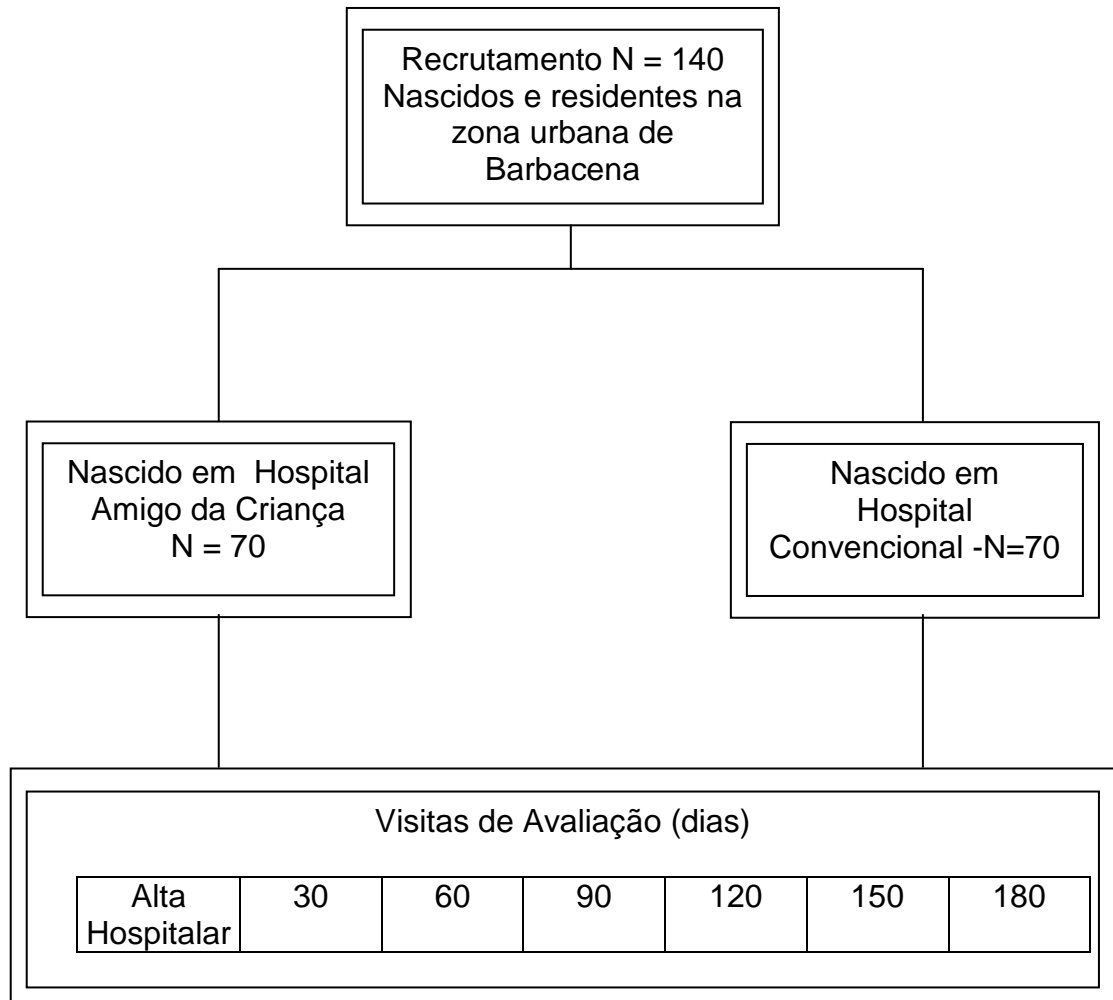 Recrutamento N = 140
Nascidos e residentes na
zona urbana de
Barbacena
Nascido em Hospital
Amigo da Criança
N = 70
Nascido em
Hospital
Convencional -N=70
Visitas de Avaliação (dias)
Alta
Hospitalar
30
60
90
120
150
180